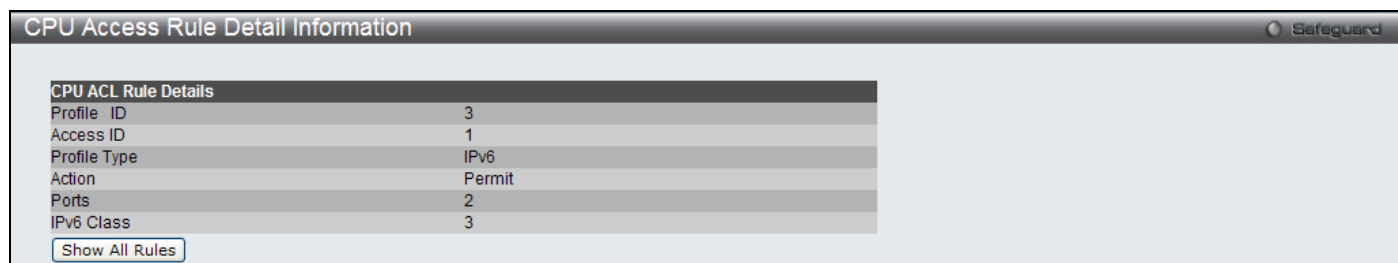 CPU Access Rule Detail Information
Safeguard
CPU ACL Rule Details
Profile ID 3
Access ID 1
Profile Type IPv6
Action Permit
Ports 2
IPv6 Class 3
Show All Rules